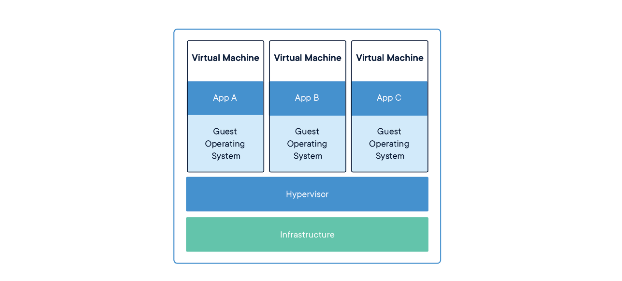 Virtual Machine
Virtual Machine
Virtual Machine
App A
App B
App C
Guest
Operating
System
Guest
Operating
System
Guest
Operating
System
Hypervisor
Infrastructure